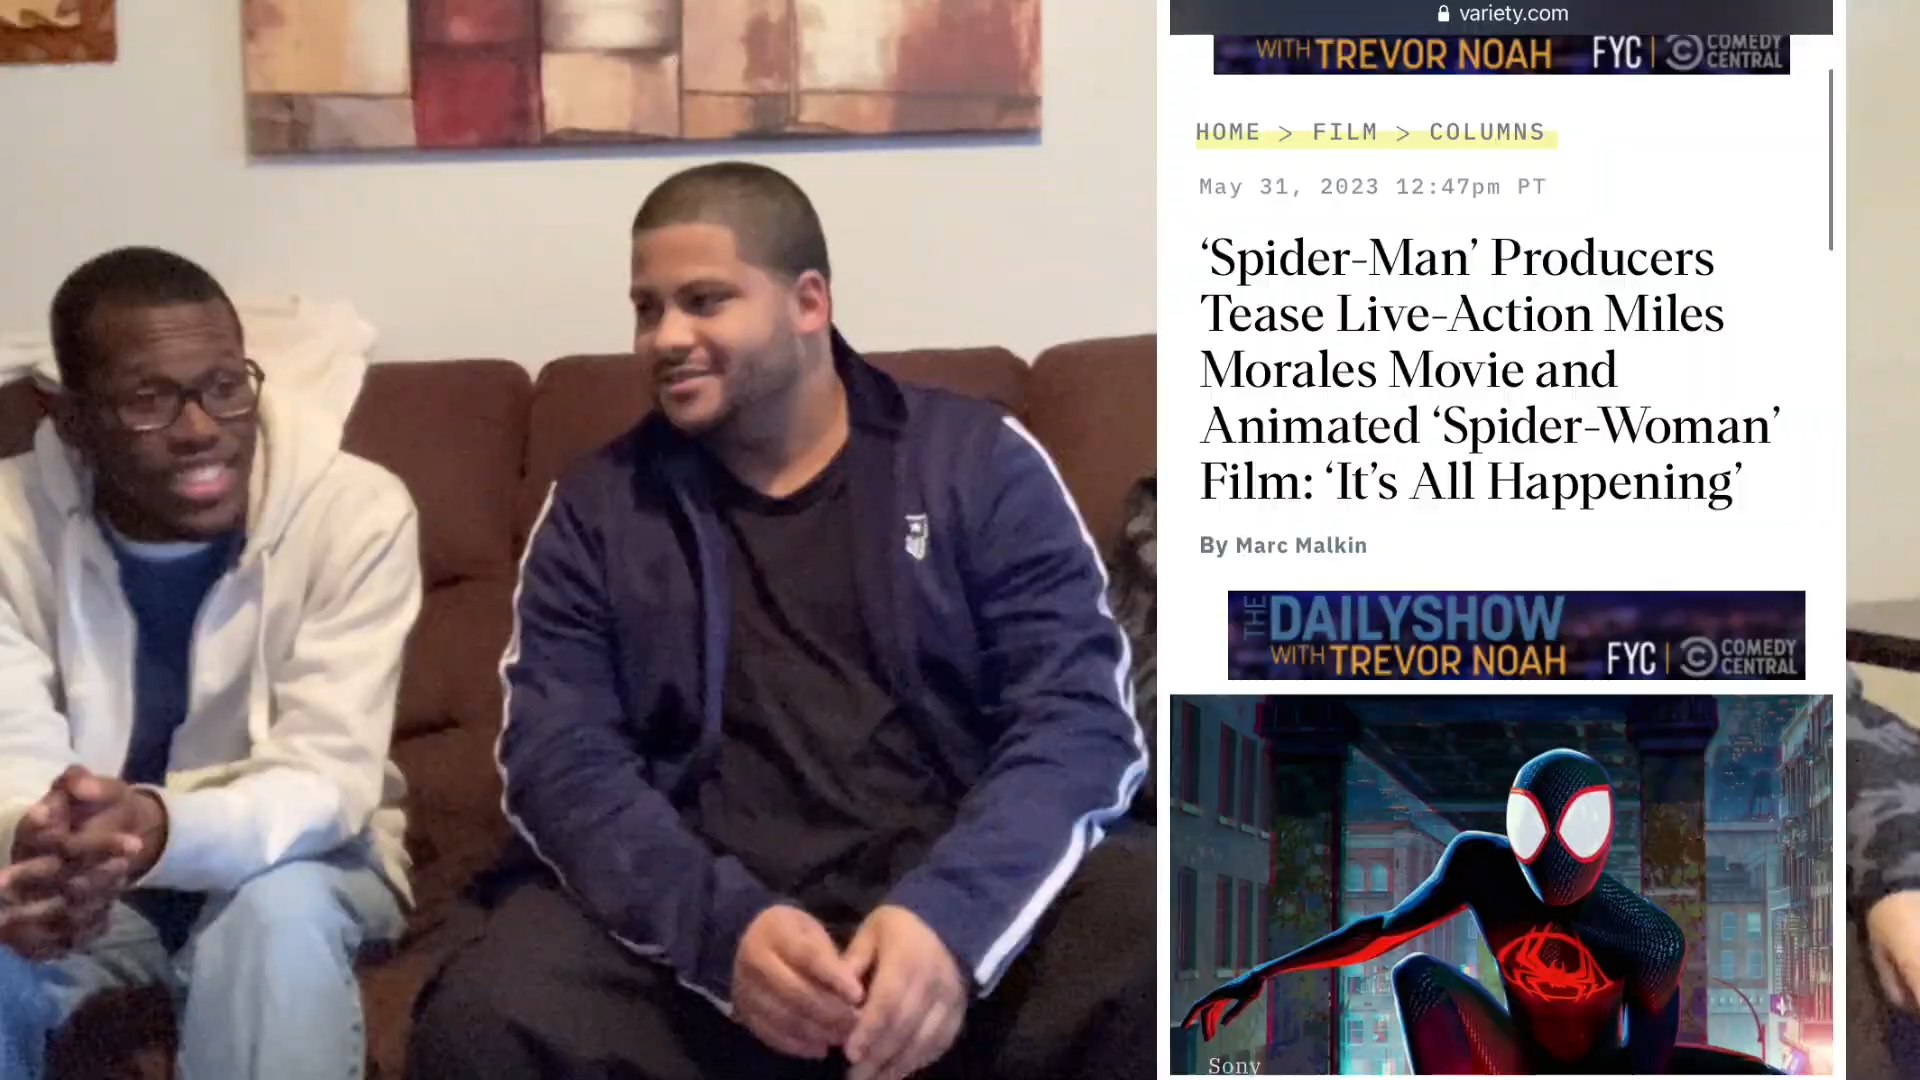 variety.com
WITH TREVOR NOAH FYC | COMEDY CENTRAL
HOME > FILM > COLUMNS
May 31, 2023 12:47pm PT
‘Spider-Man’ Producers
Tease Live-Action Miles
Morales Movie and
Animated ‘Spider-Woman’
Film: ‘It’s All Happening’
By Marc Malkin
THE DAILYSHOW
WITH TREVOR NOAH FYC | COMEDY CENTRAL
Sony